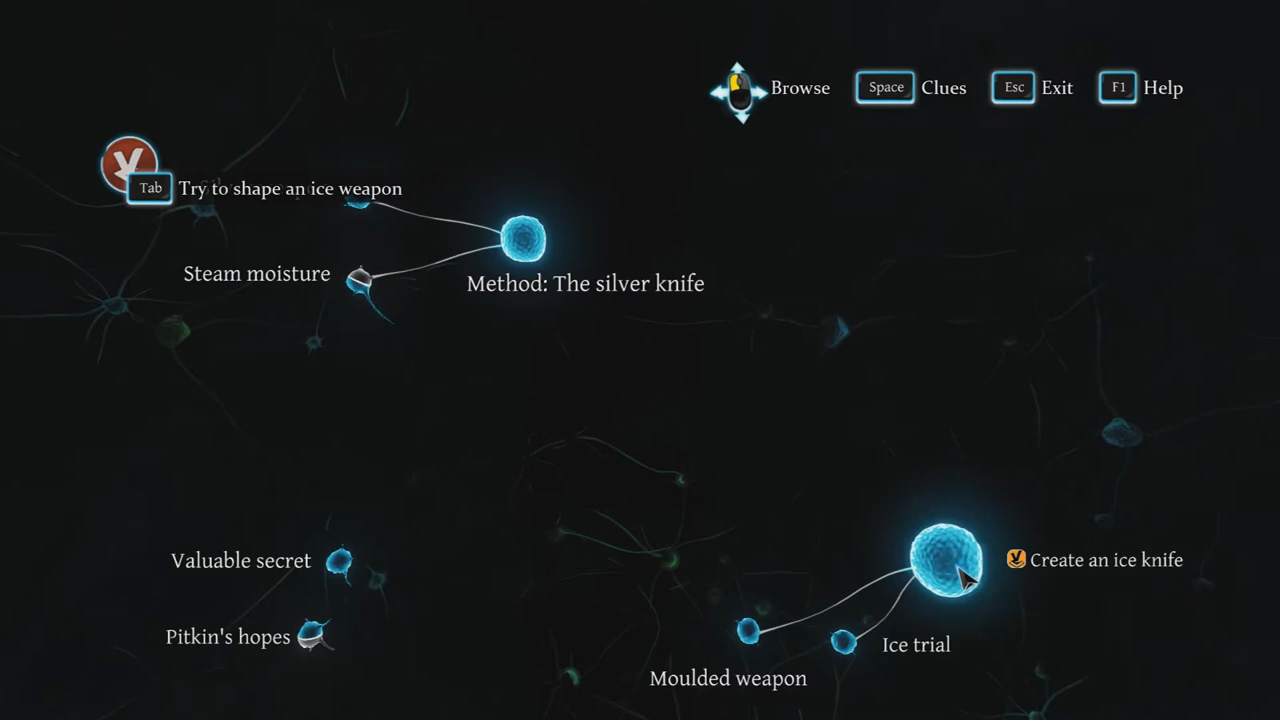 Browse
Space
Clues
Esc
Exit
F1
Help
Tab
Try to shape an ice weapon
Steam moisture
Method: The silver knife
Valuable secret
Create an ice knife
Pitkin's hopes
Ice trial
Moulded weapon